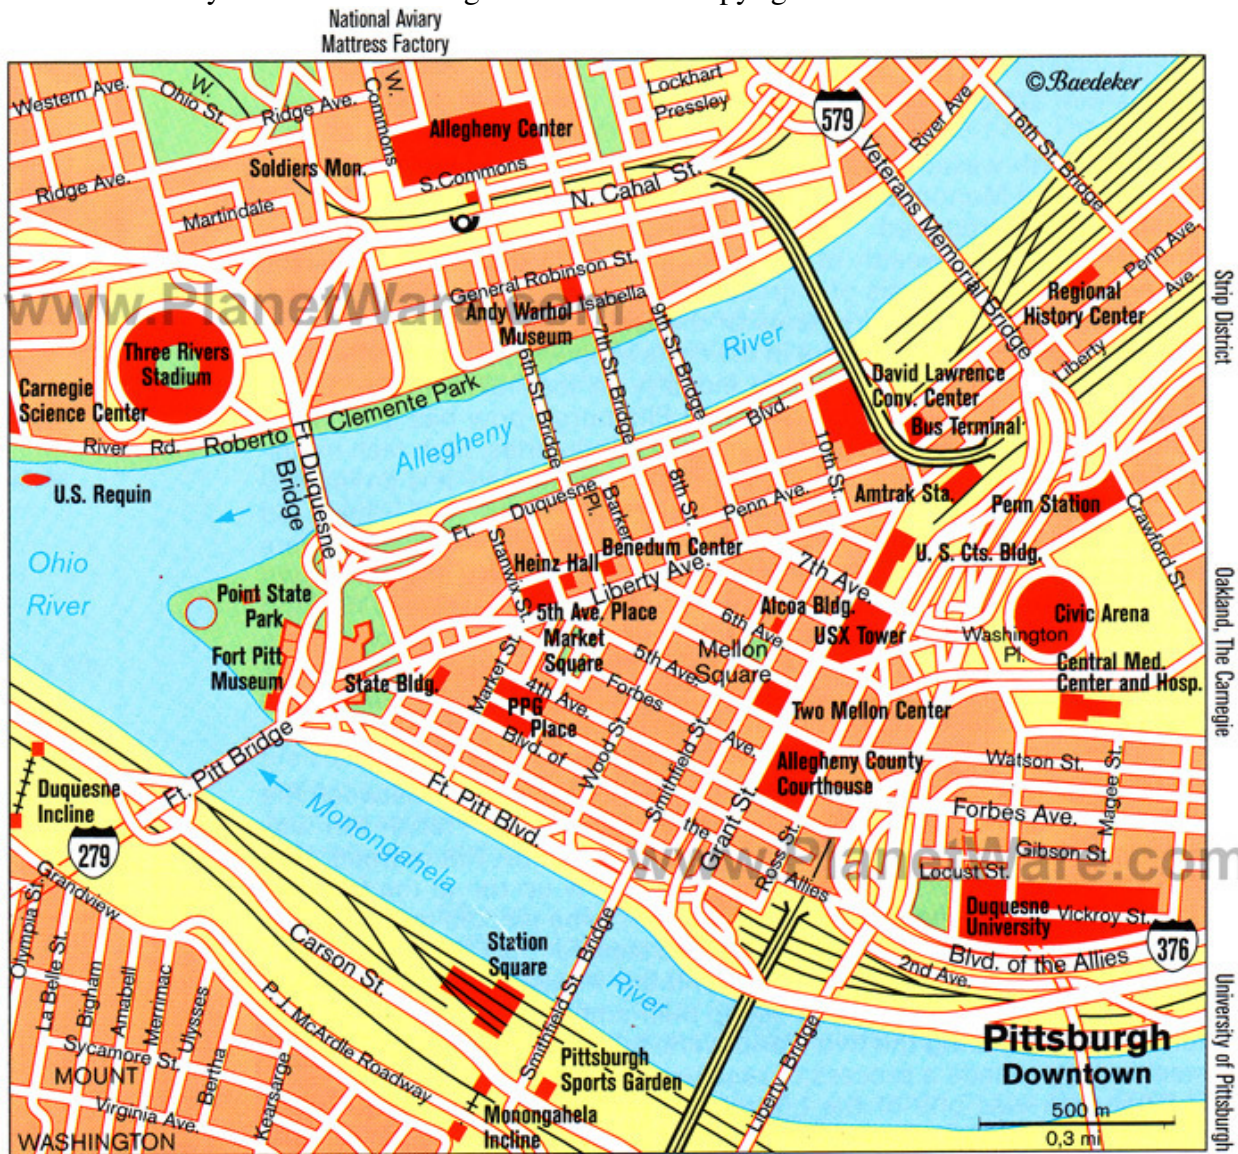 National Aviary
Mattress Factory
©Baedeker
Western Ave.
W.
Ohio St.
Ridge Ave.
W.
Commons
Lockhart
Pressley
579
River Ave
16th St. Bridge
Allegheny Center
Soldiers Mon.
S.Commons
N. Cahal St.
Veterans Memorial Bridge
Ridge Ave.
Martindale
Penn Ave.
Ave.
General Robinson St.
Isabella
Regional
History Center
Strip District
www.PlanetWare.com
Andy Warhol
Museum
6th St. Bridge
7th St. Bridge
9th St. Bridge
River
Liberty
Three Rivers
Stadium
Carnegie
Science Center
David Lawrence
Conv. Center
Bus Terminal
River Rd.
Roberto Clemente Park
Allegheny
Blvd.
10th St.
Ft. Duquesne
Bridge
U.S. Requin
Ft.
Duquesne
Pl.
Barker
8th St.
Penn Ave.
Amtrak Sta.
Penn Station
Crawford St.
Ohio
River
Stanwix St.
Heinz Hall
Benedum Center
Liberty Ave.
7th Ave.
U. S. Cts. Bldg.
Oakland, The Carnegie
Point State
Park
5th Ave. Place
Market
Square
6th Ave.
Alcoa Bldg.
USX Tower
Civic Arena
Washington
Pl.
Fort Pitt
Museum
State Bldg.
Market St.
5th Ave.
Mellon
Square
Central Med.
Center and Hosp.
4th Ave.
Forbes
Ave.
PPG
Place
Blvd. of
the
Allies
Wood St.
Smithfield St.
Two Mellon Center
Ft. Pitt Bridge
Allegheny County
Courthouse
Watson St.
Magee St.
Duquesne
Incline
Ft. Pitt Blvd.
Monongahela
Grant St.
Ross St.
Forbes Ave.
279
www.PlanetWare.com
Gibson St.
Locust St.
Grandview
Olympia St.
Duquesne
University
Vickroy St.
376
Blvd. of the Allies
2nd Ave.
Carson St.
Station
Square
Smithfield St. Bridge
River
La Belle St.
Bigham
Amabell
Merrimac
Ulysses
P. J. McArdle Roadway
University of Pittsburgh
Pittsburgh
Downtown
Sycamore St.
MOUNT
Bertha
Kearsarge
Pittsburgh
Sports Garden
Liberty Bridge
Virginia Ave.
Monongahela
Incline
500 m
0,3 mi
WASHINGTON